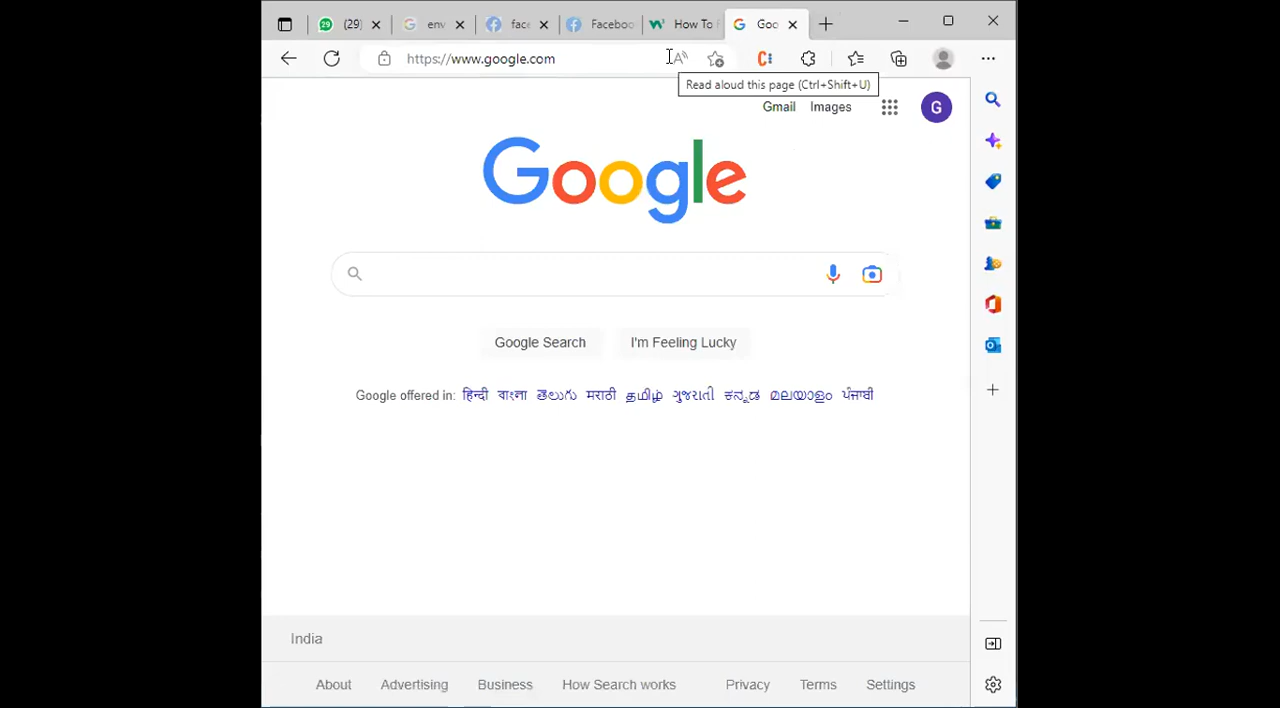 29 (29) env face Faceboo How To F Goo
https://www.google.com A
Read aloud this page (Ctrl+Shift+U)
Gmail Images G
Google
Google Search I'm Feeling Lucky
Google offered in: हिन्दी বাংলা తెలుగు मराठी தமிழ் ગુજરાતી ಕನ್ನಡ മലയാളം ਪੰਜਾਬੀ
India
About Advertising Business How Search works Privacy Terms Settings